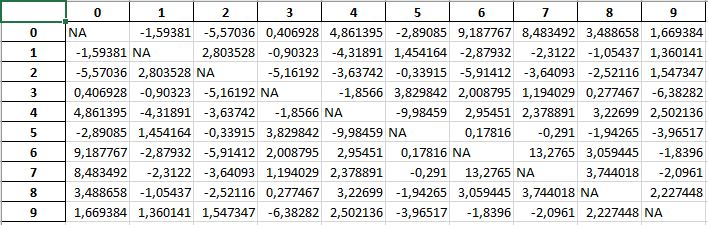 0 1 2 3 4 5 6 7 8 9
0 NA -1,59381 -5,57036 0,406928 4,861395 -2,89085 9,187767 8,483492 3,488658 1,669384
1 -1,59381 NA 2,803528 -0,90323 -4,31891 1,454164 -2,87932 -2,3122 -1,05437 1,360141
2 -5,57036 2,803528 NA -5,16192 -3,63742 -0,33915 -5,91412 -3,64093 -2,52116 1,547347
3 0,406928 -0,90323 -5,16192 NA -1,8566 3,829842 2,008795 1,194029 0,277467 -6,38282
4 4,861395 -4,31891 -3,63742 -1,8566 NA -9,98459 2,95451 2,378891 3,22699 2,502136
5 -2,89085 1,454164 -0,33915 3,829842 -9,98459 NA 0,17816 -0,291 -1,94265 -3,96517
6 9,187767 -2,87932 -5,91412 2,008795 2,95451 0,17816 NA 13,2765 3,059445 -1,8396
7 8,483492 -2,3122 -3,64093 1,194029 2,378891 -0,291 13,2765 NA 3,744018 -2,0961
8 3,488658 -1,05437 -2,52116 0,277467 3,22699 -1,94265 3,059445 3,744018 NA 2,227448
9 1,669384 1,360141 1,547347 -6,38282 2,502136 -3,96517 -1,8396 -2,0961 2,227448 NA